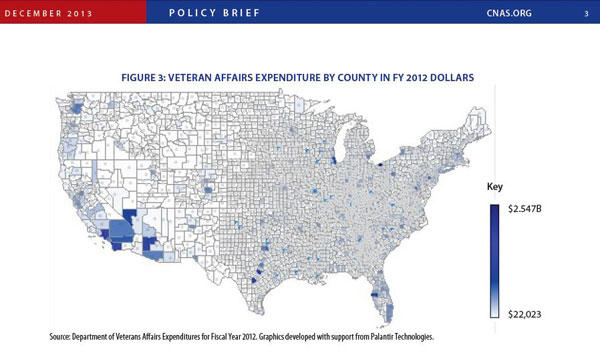 DECEMBER 2013
POLICY BRIEF
CNAS.ORG
3
FIGURE 3: VETERAN AFFAIRS EXPENDITURE BY COUNTY IN FY 2012 DOLLARS
Key
$2.547B
$22,023
Source: Department of Veterans Affairs Expenditures for Fiscal Year 2012. Graphics developed with support from Palantir Technologies.